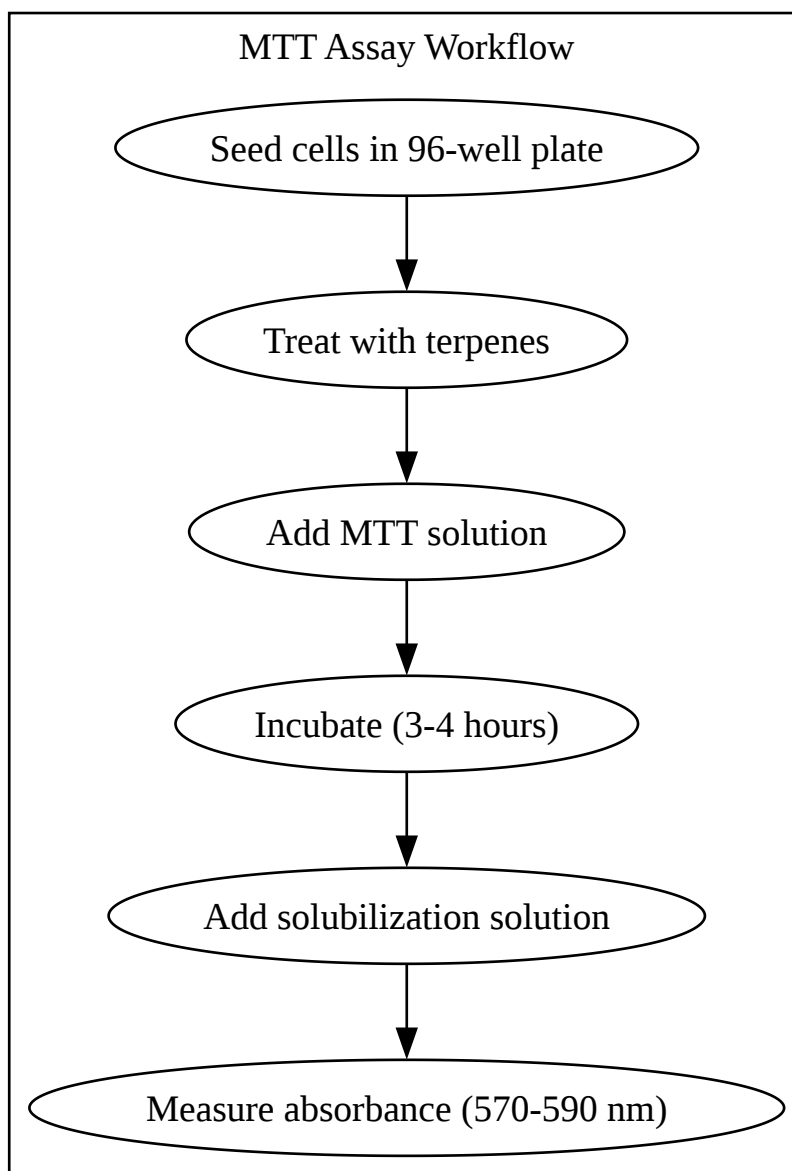 MTT Assay Workflow
Seed cells in 96-well plate
Treat with terpenes
Add MTT solution
Incubate (3-4 hours)
Add solubilization solution
Measure absorbance (570-590 nm)